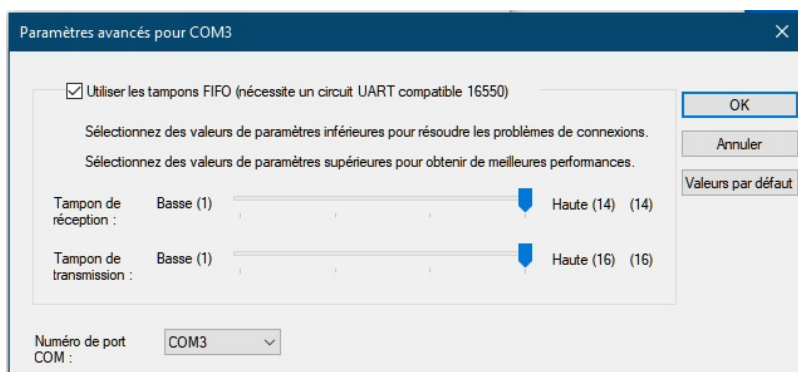 Paramètres avancés pour COM3
Utiliser les tampons FIFO (nécessite un circuit UART compatible 16550)
OK
Sélectionnez des valeurs de paramètres inférieures pour résoudre les problèmes de connexions.
Annuler
Sélectionnez des valeurs de paramètres supérieures pour obtenir de meilleures performances.
Valeurs par défaut
Tampon de
réception :
Basse (1)
Haute (14)
(14)
Tampon de
transmission :
Basse (1)
Haute (16)
(16)
Numéro de port
COM :
COM3